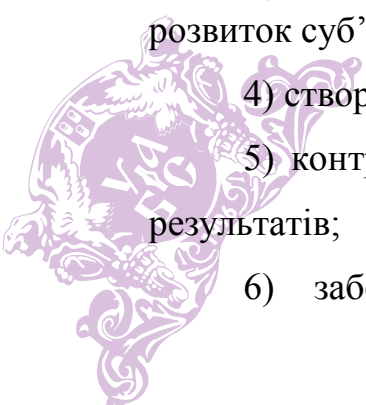 розвиток суб’
4) створ
5) конт
результатів;
6) заб